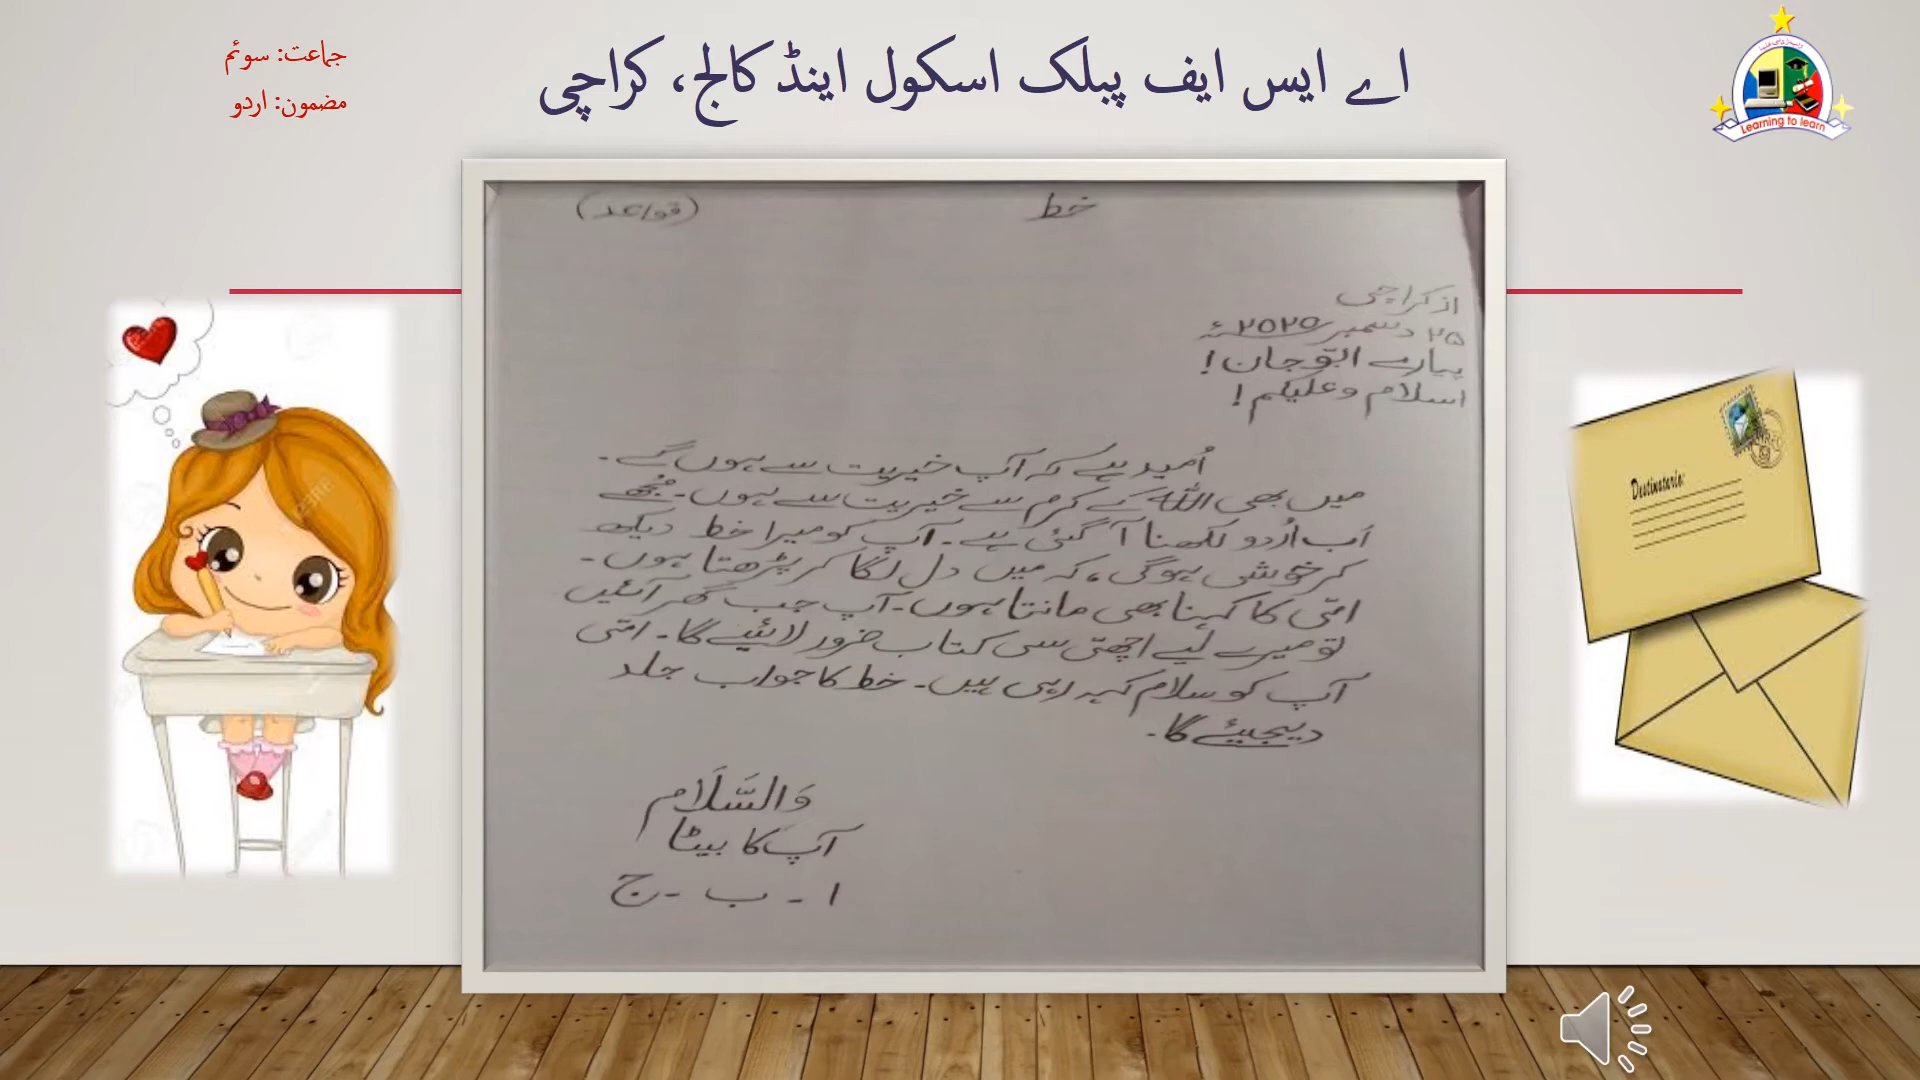 اے ایس ایف پبلک اسکول اینڈ کالج، کراچی
جماعت: سوئم
مضمون: اردو
Learning to learn
خط
(قواعد)
از کراچی
۲۵ دسمبر ۲۰۲۰ء
پیارے ابّو جان!
اسلام وعلیکم!
اُمید ہے کہ آپ خیریت سے ہوں گے۔
میں بھی اللہ کے کرم سے خیریت سے ہوں۔ مُجھے
اَب اُردو لکھنا آ گئی ہے۔ آپ کو میرا خط دیکھ
کر خوشی ہوگی، کہ میں دل لگا کر پڑھتا ہوں۔
امّی کا کہنا بھی مانتا ہوں۔ آپ جب گھر آئیں
تو میرے لیے اچھّی سی کتاب ضرور لائیے گا۔ امّی
آپ کو سلام کہہ رہی ہیں۔ خط کا جواب جلد
دیجیئے گا۔
وَالسَّلَام
آپ کا بیٹا
ا ۔ ب ۔ ج
Destinatario: